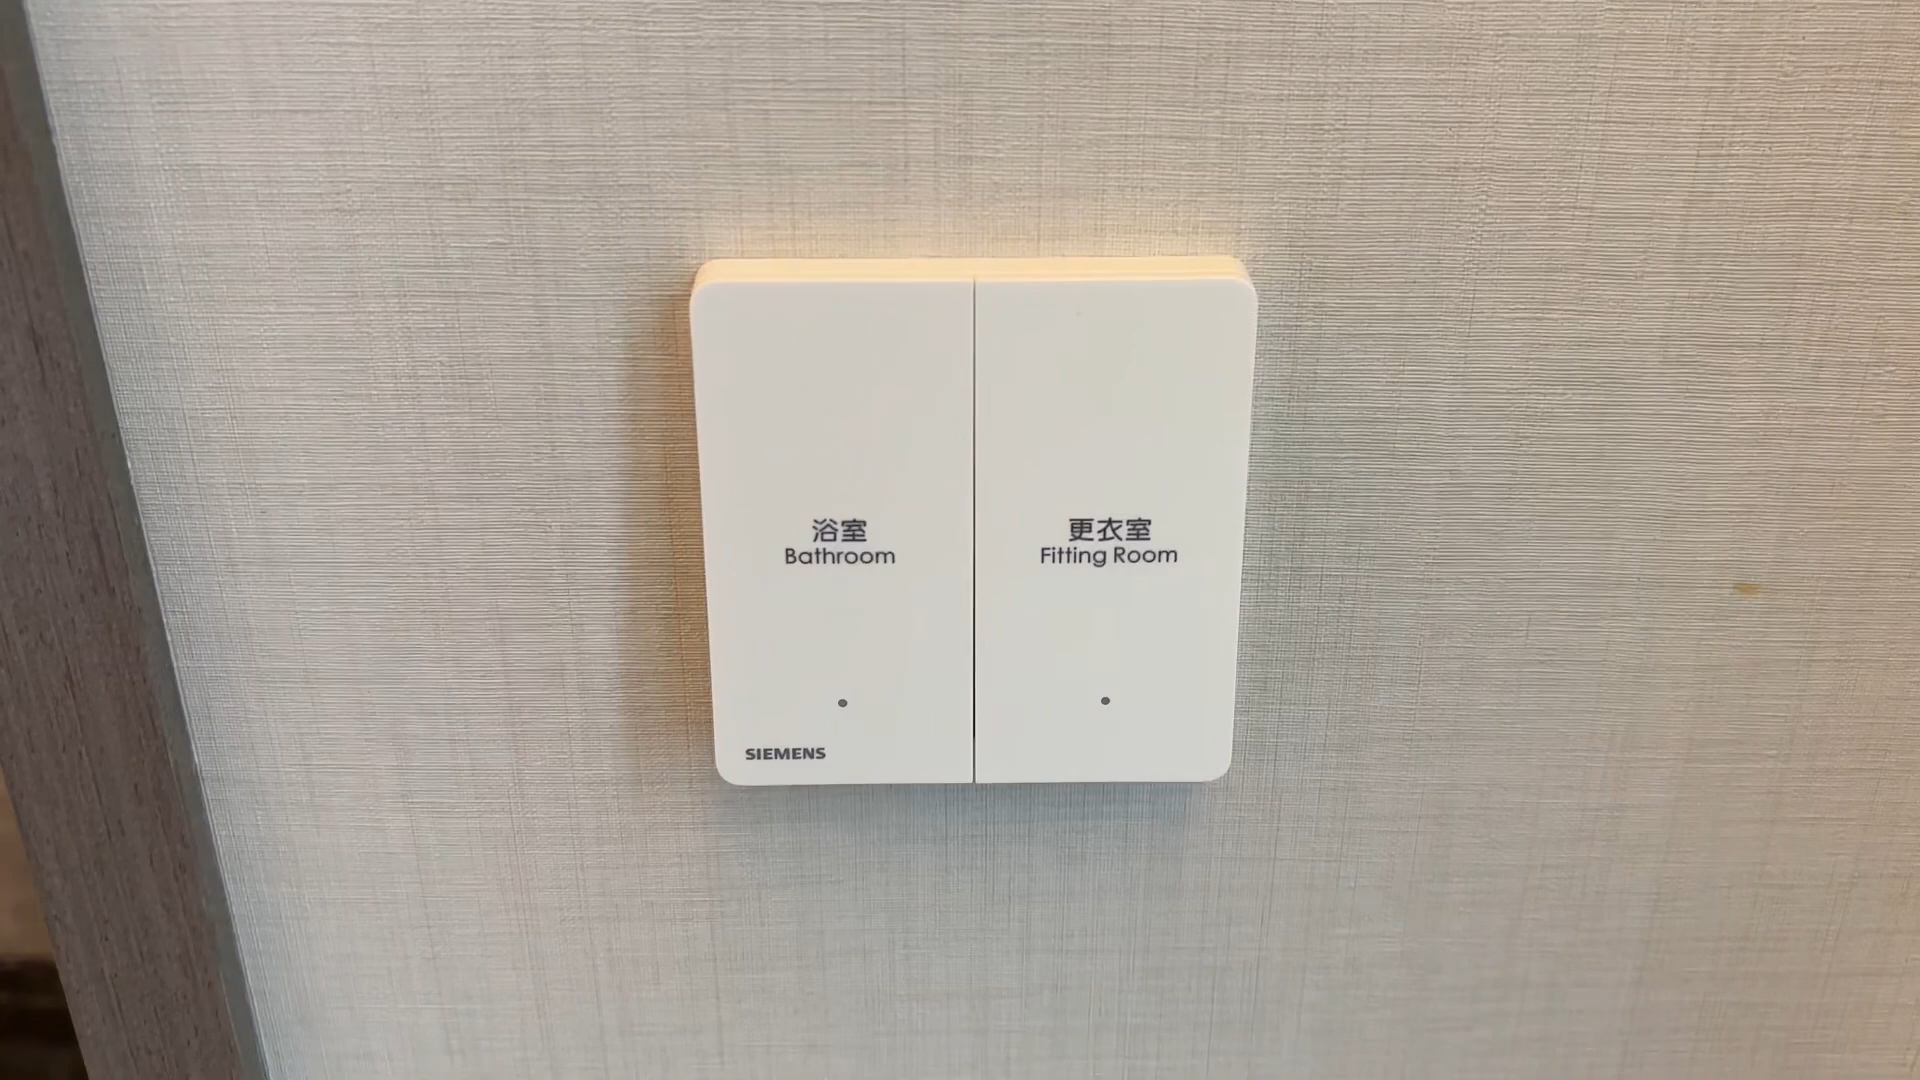 浴室
Bathroom
更衣室
Fitting Room
SIEMENS